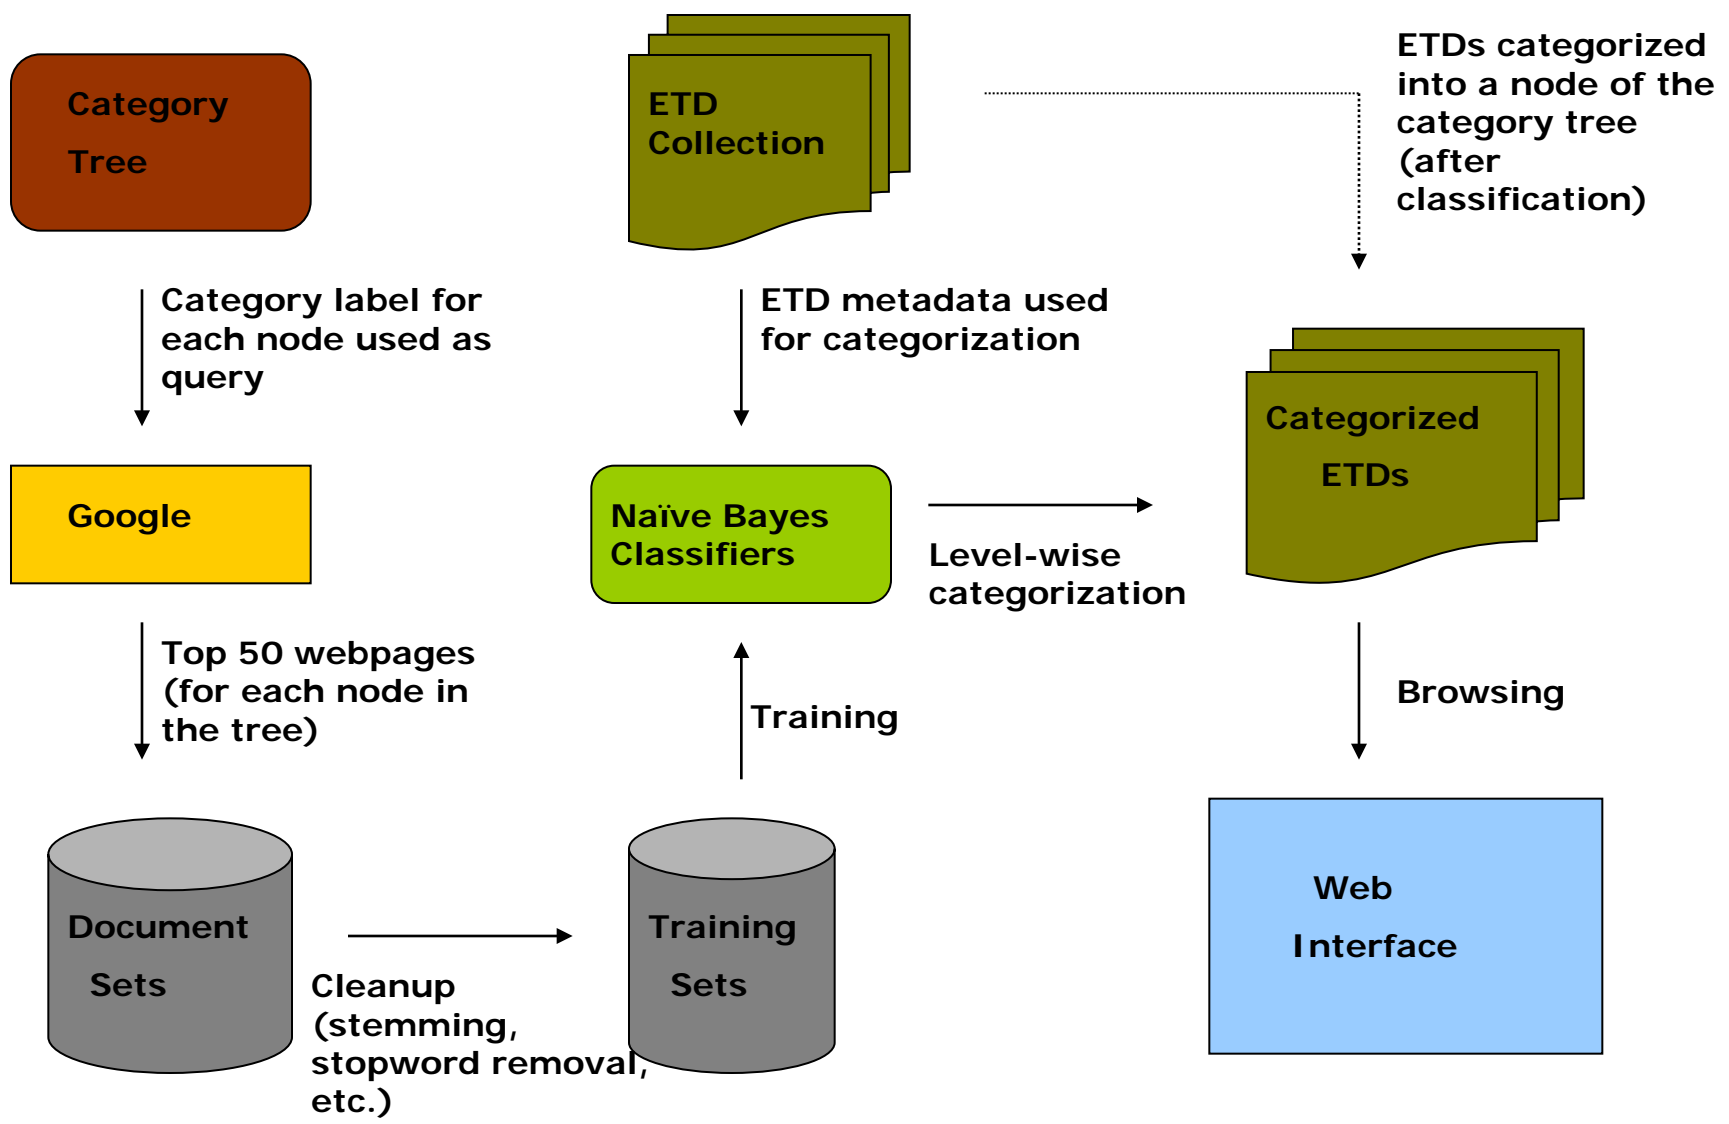 Category
Tree
ETD
Collection
ETDs categorized
into a node of the
category tree
(after
classification)
Category label for
each node used as
query
ETD metadata used
for categorization
Categorized
ETDs
Google
Naïve Bayes
Classifiers
Level-wise
categorization
Top 50 webpages
(for each node in
the tree)
Training
Browsing
Document
Sets
Cleanup
(stemming,
stopword removal,
etc.)
Training
Sets
Web
Interface